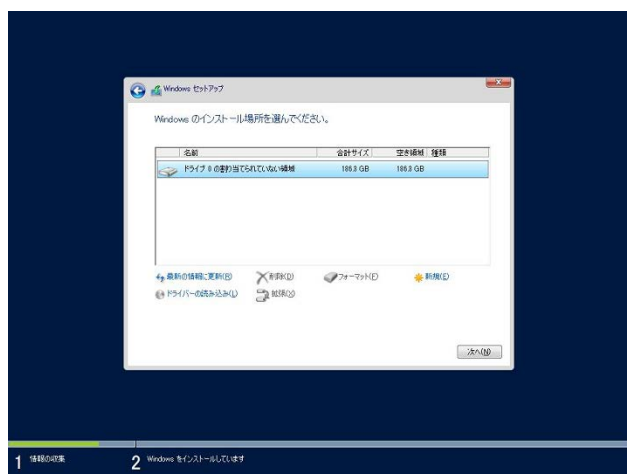 Windows セットアップ
Windows のインストール場所を選んでください。
名前 合計サイズ 空き領域 種類
ドライブ 0 の割り当てられていない領域 186.3 GB 186.3 GB
最新の情報に更新(R) 削除(D) フォーマット(F) 新規(E)
ドライバーの読み込み(L) 拡張(X)
次へ(N)
1 情報の収集 2 Windows をインストールしています